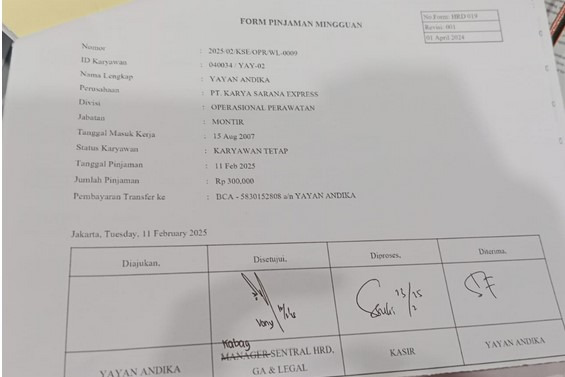 FORM PINJAMAN MINGGUAN
No Form: HRD-019
Revisi: 001
01 April 2024
Nomor : 2025 02/KSE/OPR/WL-0009
ID Karyawan : 040034 / YAY-02
Nama Lengkap : YAYAN ANDIKA
Perusahaan : PT. KARYA SARANA EXPRESS
Divisi : OPERASIONAL PERAWATAN
Jabatan : MONTIR
Tanggal Masuk Kerja : 15 Aug 2007
Status Karyawan : KARYAWAN TETAP
Tanggal Pinjaman : 11 Feb 2025
Jumlah Pinjaman : Rp 300,000
Pembayaran Transfer ke : BCA - 5830152808 a/n YAYAN ANDIKA
Jakarta, Tuesday, 11 February 2025
Diajukan, Disetujui, Diproses, Diterima,
Vony
Kabag
YAYAN ANDIKA MANAGER SENTRAL HRD, GA & LEGAL KASIR YAYAN ANDIKA